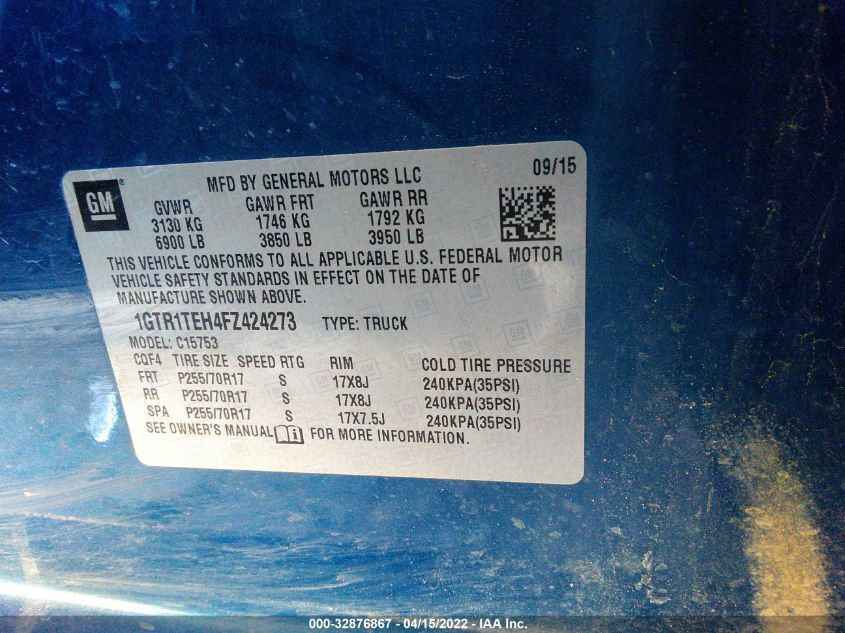 GM®
MFD BY GENERAL MOTORS LLC 09/15
GVWR GAWR FRT GAWR RR
3130 KG 1746 KG 1792 KG
6900 LB 3850 LB 3950 LB
THIS VEHICLE CONFORMS TO ALL APPLICABLE U.S. FEDERAL MOTOR
VEHICLE SAFETY STANDARDS IN EFFECT ON THE DATE OF
MANUFACTURE SHOWN ABOVE.
1GTR1TEH4FZ424273 TYPE: TRUCK
MODEL: C15753
CQF4 TIRE SIZE SPEED RTG RIM COLD TIRE PRESSURE
FRT P255/70R17 S 17X8J 240KPA(35PSI)
RR P255/70R17 S 17X8J 240KPA(35PSI)
SPA P255/70R17 S 17X7.5J 240KPA(35PSI)
SEE OWNER'S MANUAL FOR MORE INFORMATION.
000-32876867 - 04/15/2022 - IAA Inc.